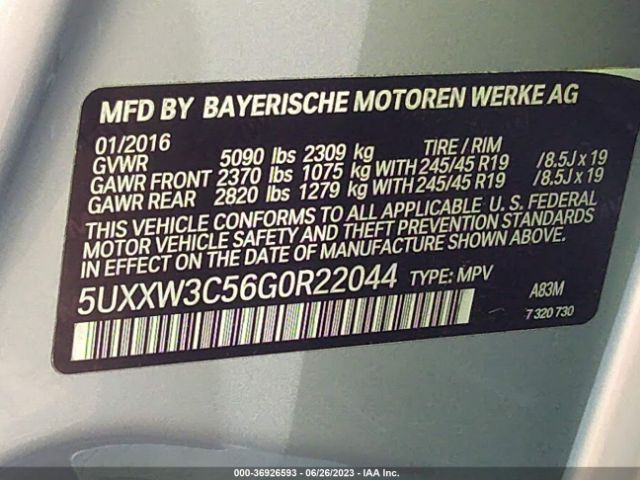 MFD BY BAYERISCHE MOTOREN WERKE AG
01/2016 TIRE / RIM
GVWR 5090 lbs 2309 kg
GAWR FRONT 2370 lbs 1075 kg WITH 245/45 R19 /8.5J x 19
GAWR REAR 2820 lbs 1279 kg WITH 245/45 R19 /8.5J x 19
THIS VEHICLE CONFORMS TO ALL APPLICABLE U. S. FEDERAL
MOTOR VEHICLE SAFETY AND THEFT PREVENTION STANDARDS
IN EFFECT ON THE DATE OF MANUFACTURE SHOWN ABOVE:
5UXXW3C56G0R22044 TYPE: MPV A83M
7 320 730
000-36926593 - 06/26/2023 - IAA Inc.